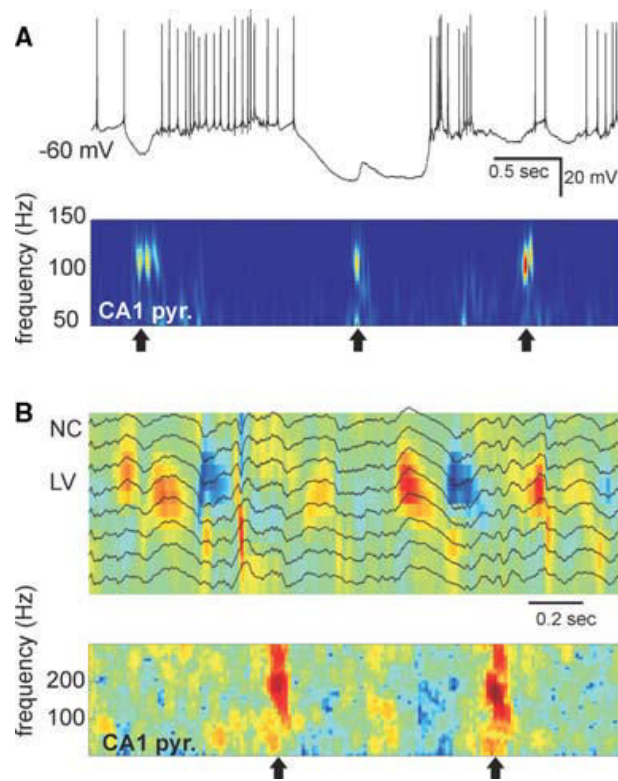 A
-60 mV
0.5 sec
20 mV
frequency (Hz)
150
100
50
CA1 pyr.
B
NC
LV
0.2 sec
frequency (Hz)
200
100
CA1 pyr.